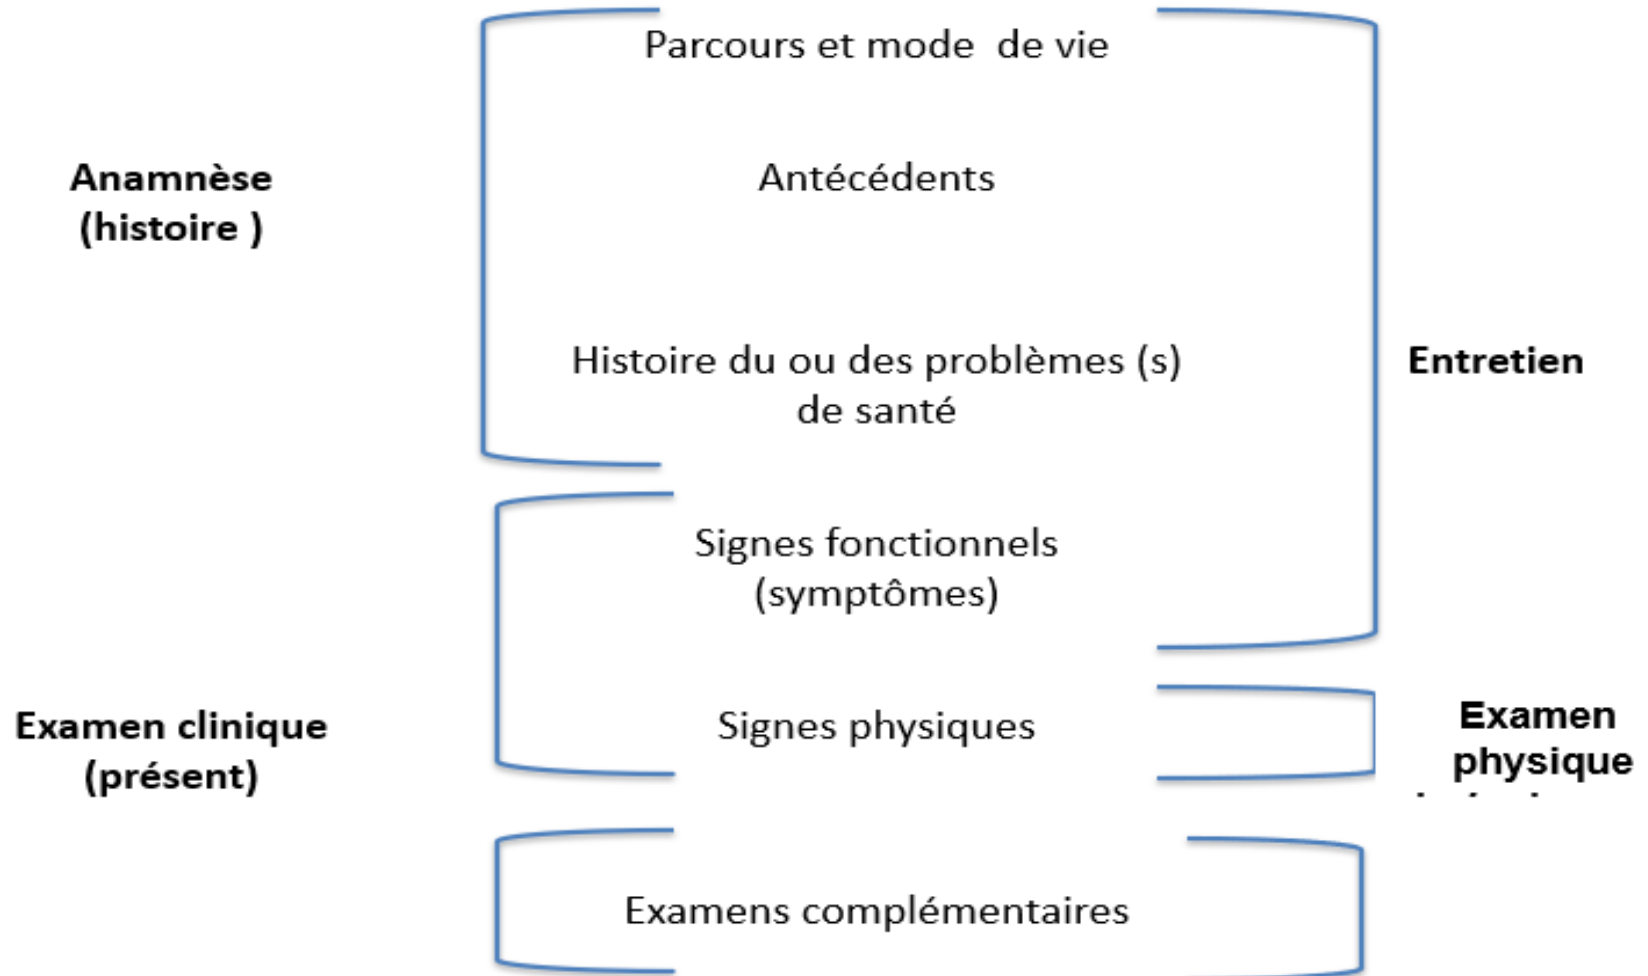 Parcours et mode de vie
Anamnèse
(histoire )
Antécédents
Histoire du ou des problèmes (s)
de santé
Entretien
Signes fonctionnels
(symptômes)
Examen clinique
(présent)
Signes physiques
Examen
physique
Examens complémentaires